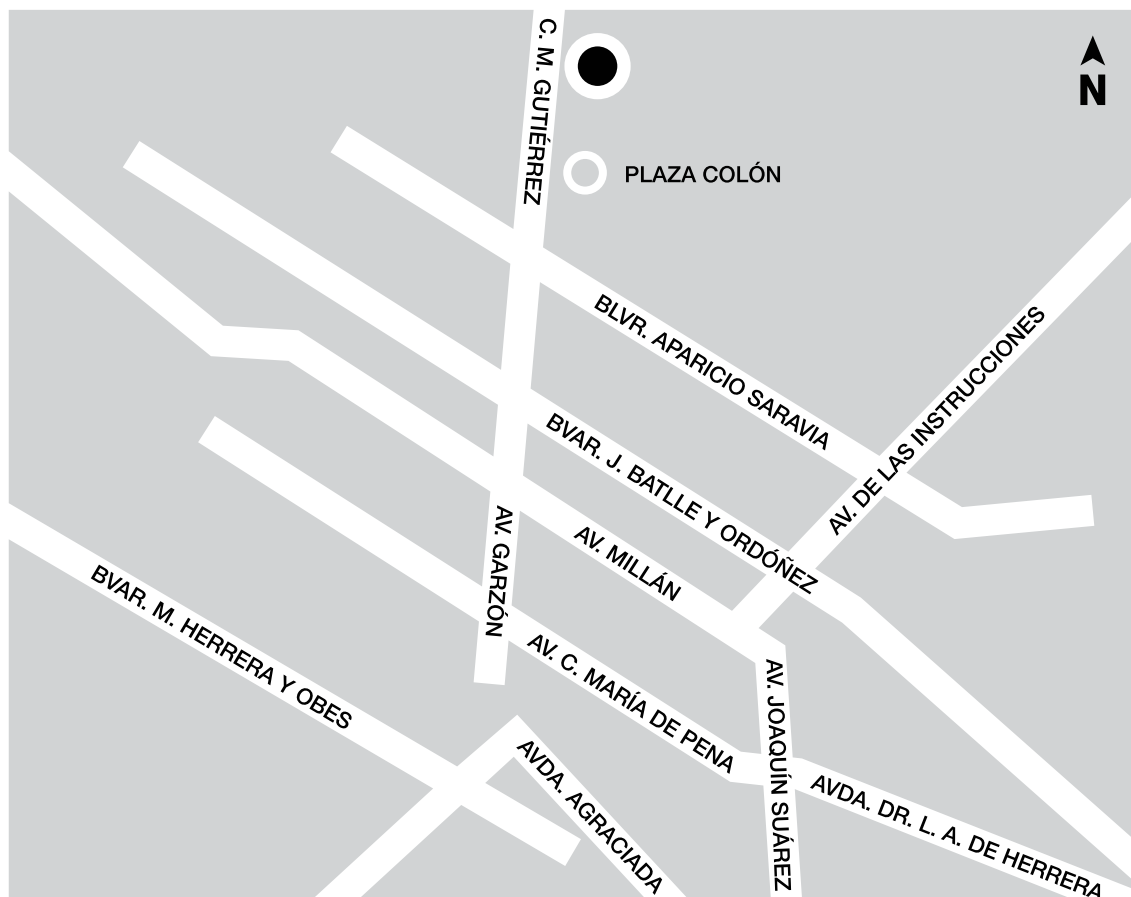 C. M. GUTIÉRREZ
N
PLAZA COLÓN
BLVR. APARICIO SARAVIA
AV. DE LAS INSTRUCCIONES
BVAR. J. BATLLE Y ORDÓÑEZ
AV. MILLÁN
AV. GARZÓN
BVAR. M. HERRERA Y OBES
AV. C. MARÍA DE PENA
AV. JOAQUÍN SUÁREZ
AVDA. AGRACIADA
AVDA. DR. L. A. DE HERRERA